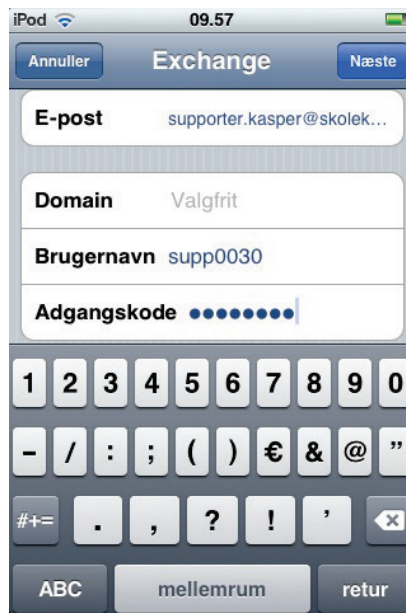 iPod 09.57
Annuller Exchange Næste
E-post supporter.kasper@skolek...
Domain Valgfrit
Brugernavn supp0030
Adgangskode ●●●●●●●●
1 2 3 4 5 6 7 8 9 0
- / : ; ( ) € & @ ”
#+= . , ? ! ’
ABC mellemrum retur